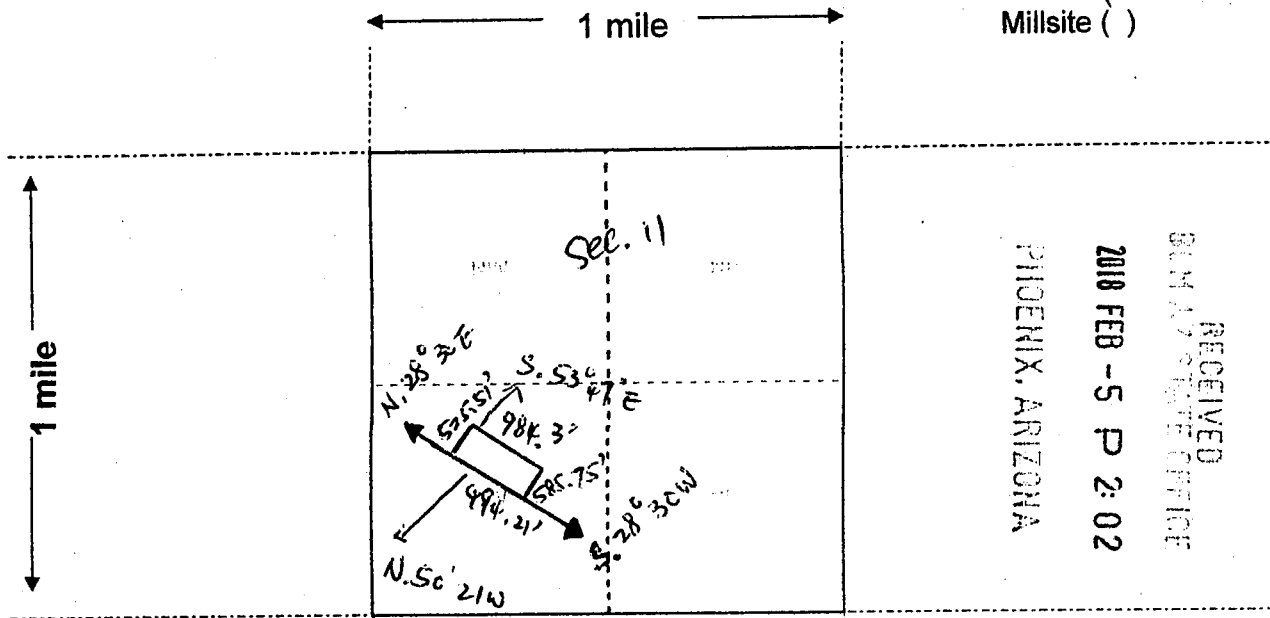 1 mile
Millsite ( )
1 mile
Sec. 11
N. 28° 30 E
S. 53° 47' E
984.3'
585.75'
494.21'
S. 28° 30 W
N. 50° 21 W
RECEIVED
BLM AZ STATE OFFICE
2018 FEB -5 P 2:02
PHOENIX, ARIZONA